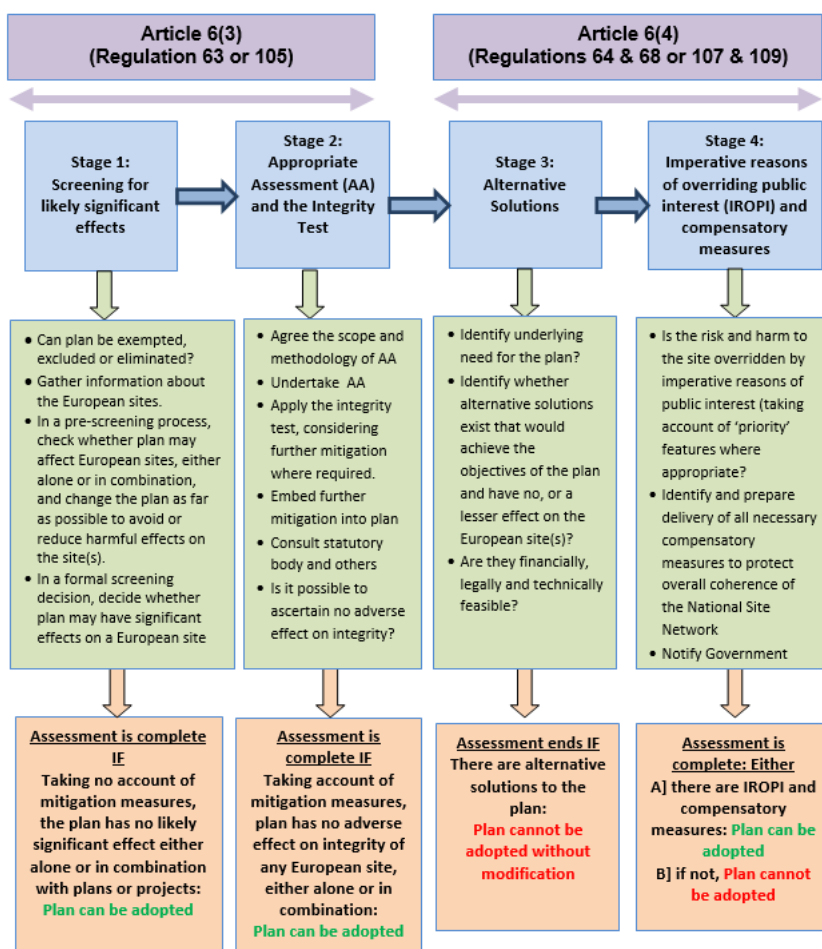 Article 6(3)
(Regulation 63 or 105)
Article 6(4)
(Regulations 64 & 68 or 107 & 109)
Stage 1:
Screening for
likely significant
effects
Stage 2:
Appropriate
Assessment (AA)
and the Integrity
Test
Stage 3:
Alternative
Solutions
Stage 4:
Imperative reasons
of overriding public
interest (IROPI) and
compensatory
measures
• Can plan be exempted,
excluded or eliminated?
• Gather information about
the European sites.
• In a pre-screening process,
check whether plan may
affect European sites, either
alone or in combination,
and change the plan as far
as possible to avoid or
reduce harmful effects on
the site(s).
• In a formal screening
decision, decide whether
plan may have significant
effects on a European site
• Agree the scope and
methodology of AA
• Undertake AA
• Apply the integrity
test, considering
further mitigation
where required.
• Embed further
mitigation into plan
• Consult statutory
body and others
• Is it possible to
ascertain no adverse
effect on integrity?
• Identify underlying
need for the plan?
• Identify whether
alternative solutions
exist that would
achieve the
objectives of the plan
and have no, or a
lesser effect on the
European site(s)?
• Are they financially,
legally and technically
feasible?
• Is the risk and harm to
the site overridden by
imperative reasons of
public interest (taking
account of ‘priority’
features where
appropriate?
• Identify and prepare
delivery of all necessary
compensatory
measures to protect
overall coherence of
the National Site
Network
• Notify Government
Assessment is complete
IF
Taking no account of
mitigation measures,
the plan has no likely
significant effect either
alone or in combination
with plans or projects:
Plan can be adopted
Assessment is
complete IF
Taking account of
mitigation measures,
plan has no adverse
effect on integrity of
any European site,
either alone or in
combination:
Plan can be adopted
Assessment ends IF
There are alternative
solutions to the
plan:
Plan cannot be
adopted without
modification
Assessment is
complete: Either
A] there are IROPI and
compensatory
measures: Plan can be
adopted
B] if not, Plan cannot
be adopted